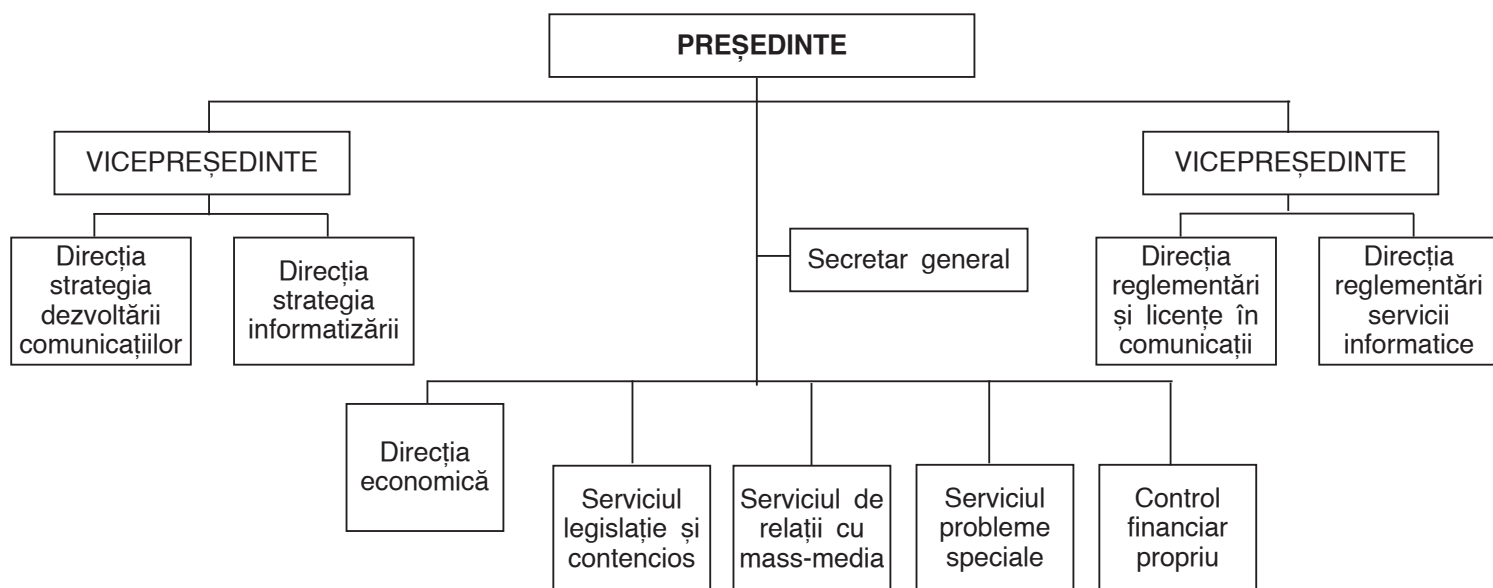 PREȘEDINTE
VICEPREȘEDINTE
VICEPREȘEDINTE
Direcția
strategia
dezvoltării
comunicațiilor
Direcția
strategia
informatizării
Secretar general
Direcția
reglementări
și licențe în
comunicații
Direcția
reglementări
servicii
informatice
Direcția
economică
Serviciul
legislație și
contencios
Serviciul de
relații cu
mass-media
Serviciul
probleme
speciale
Control
financiar
propriu